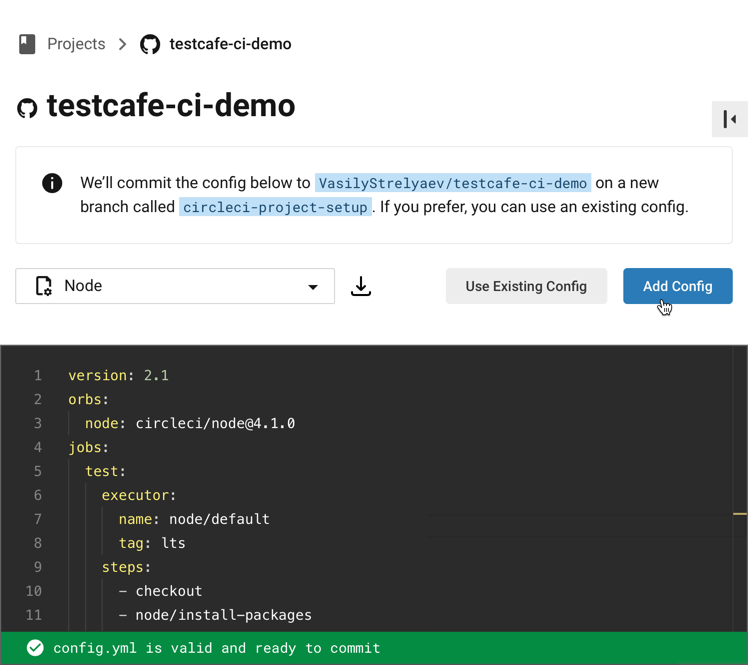 Projects > testcafe-ci-demo
testcafe-ci-demo
We’ll commit the config below to VasilyStrelyaev/testcafe-ci-demo on a new
branch called circleci-project-setup. If you prefer, you can use an existing config.
Node
Use Existing Config
Add Config
1 version: 2.1
2 orbs:
3 node: circleci/node@4.1.0
4 jobs:
5 test:
6 executor:
7 name: node/default
8 tag: lts
9 steps:
10 - checkout
11 - node/install-packages
config.yml is valid and ready to commit